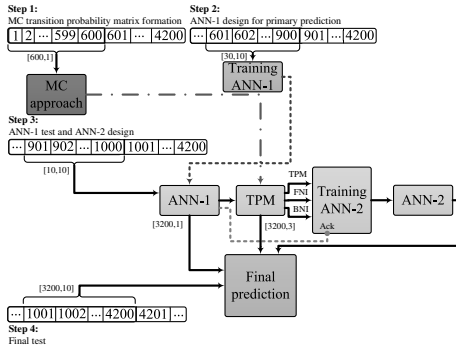 Step 1:
MC transition probability matrix formation
1 2 ... 599 600 601 ... 4200
[600,1]
MC approach
Step 2:
ANN-1 design for primary prediction
... 601 602 ... 900 901 ... 4200
[30,10]
Training
ANN-1
Step 3:
ANN-1 test and ANN-2 design
... 901 902 ... 1000 1001 ... 4200
[10,10]
ANN-1
TPM
TPM
FNI
BNI
Training
ANN-2
Ack
ANN-2
[3200,1]
[3200,3]
Final
prediction
[3200,10]
... 1001 1002 ... 4200 4201 ...
Step 4:
Final test